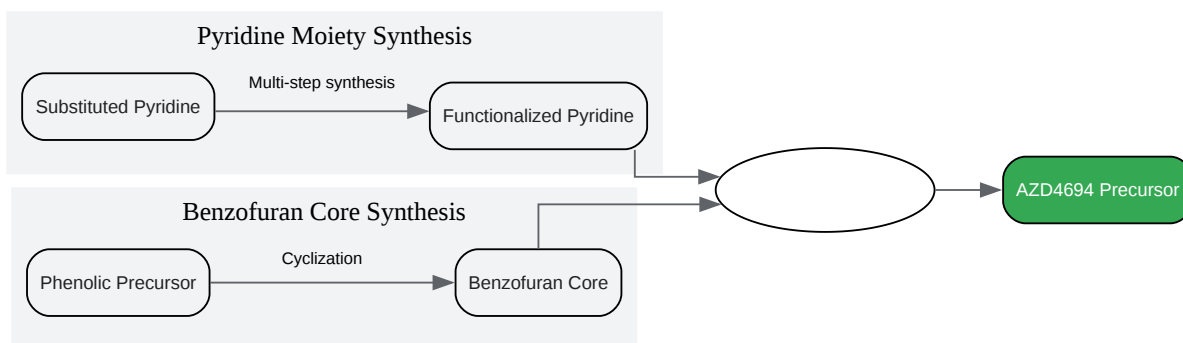 Pyridine Moiety Synthesis
Substituted Pyridine
Multi-step synthesis
Functionalized Pyridine
AZD4694 Precursor
Benzofuran Core Synthesis
Phenolic Precursor
Cyclization
Benzofuran Core